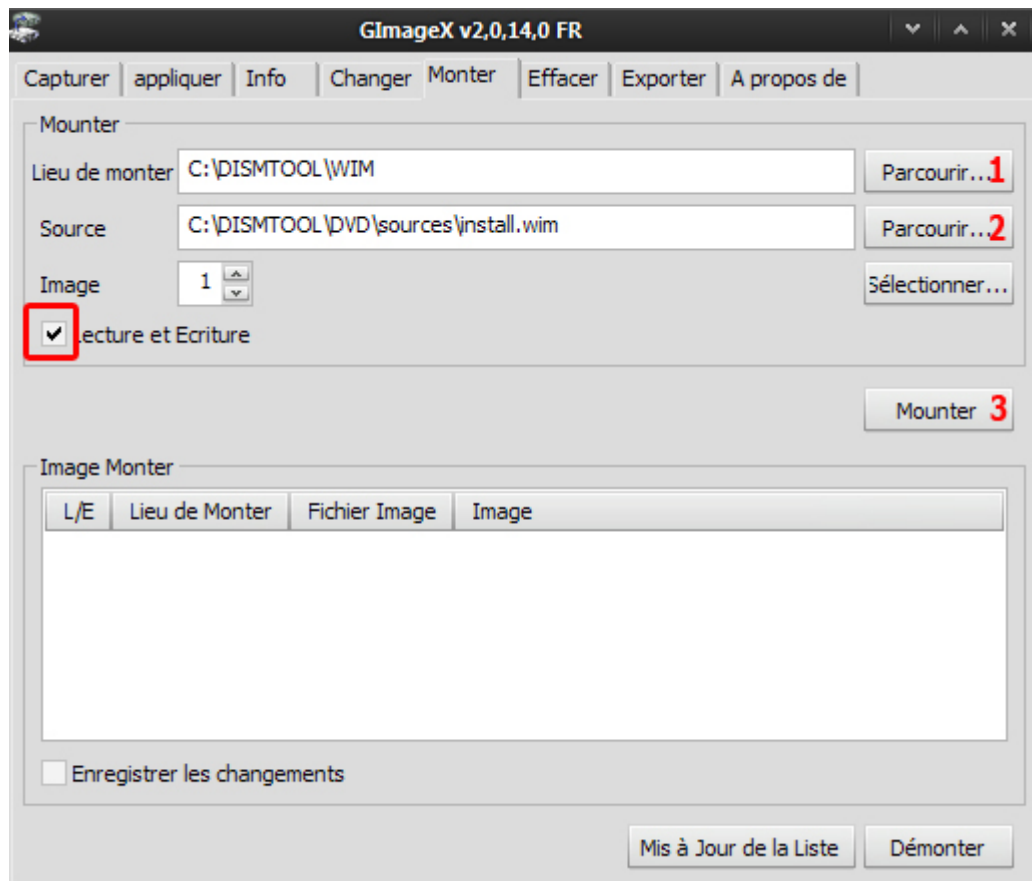 GImageX v2,0,14,0 FR
Capturer appliquer Info Changer Monter Effacer Exporter A propos de
Mounter
Lieu de monter C:\DISMTOOL\WIM Parcourir... 1
Source C:\DISMTOOL\DVD\sources\install.wim Parcourir... 2
Image 1 Sélectionner...
Lecture et Ecriture
Mounter 3
Image Monter
L/E Lieu de Monter Fichier Image Image
Enregistrer les changements
Mis à Jour de la Liste Démonter